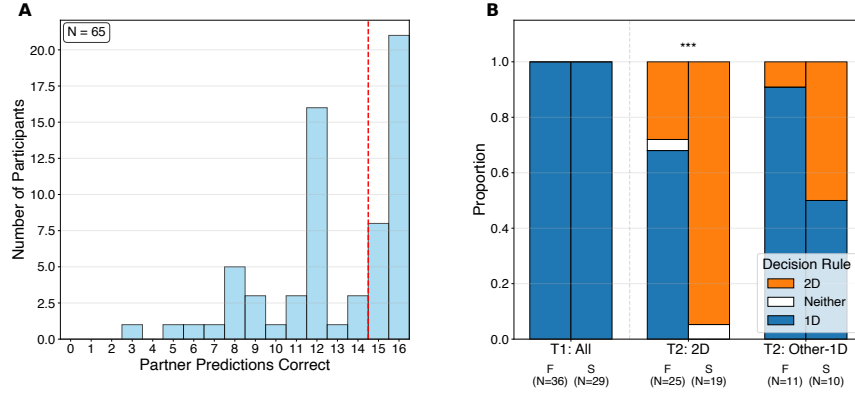 A
N = 65
20.0
17.5
15.0
12.5
10.0
7.5
5.0
2.5
0.0
Number of Participants
0 1 2 3 4 5 6 7 8 9 10 11 12 13 14 15 16
Partner Predictions Correct
B
***
1.0
0.8
0.6
0.4
0.2
0.0
Proportion
Decision Rule
2D
Neither
1D
T1: All T2: 2D T2: Other-1D
F S F S F S
(N=36) (N=29) (N=25) (N=19) (N=11) (N=10)